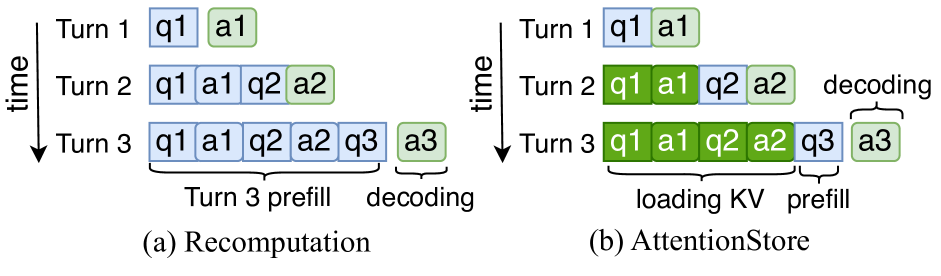 time
Turn 1 q1 a1
Turn 2 q1 a1 q2 a2
Turn 3 q1 a1 q2 a2 q3 a3
Turn 3 prefill decoding
(a) Recomputation
time
Turn 1 q1 a1
Turn 2 q1 a1 q2 a2
decoding
Turn 3 q1 a1 q2 a2 q3 a3
loading KV prefill
(b) AttentionStore